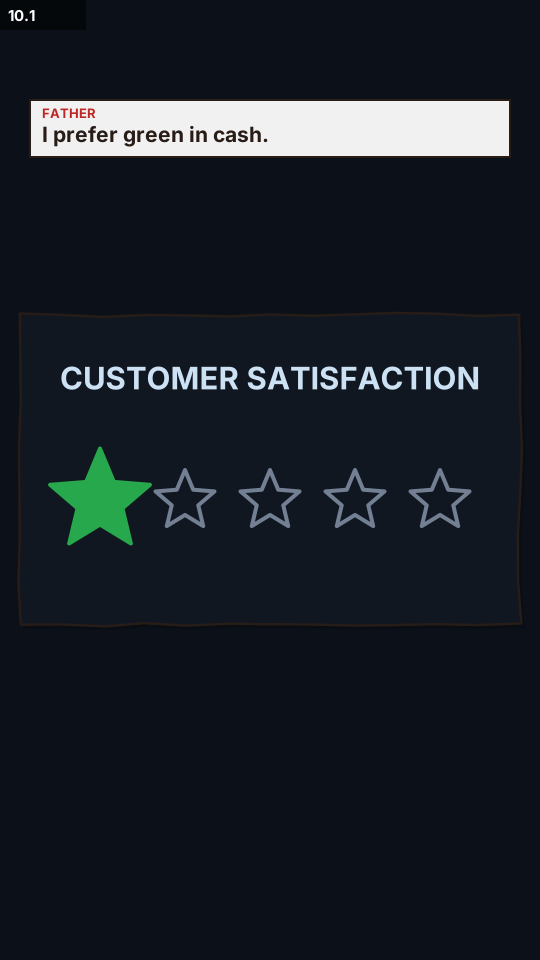 10.1
FATHER
I prefer green in cash.
CUSTOMER SATISFACTION